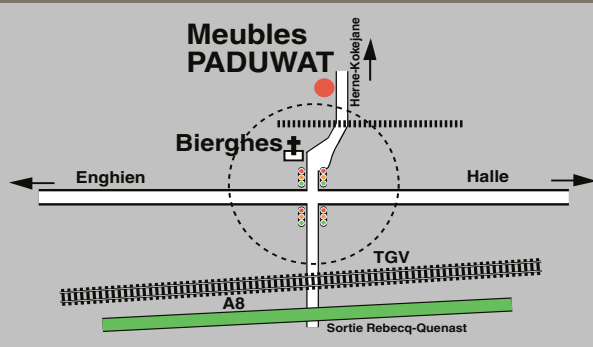 Meubles
PADUWAT
Herne-Kokejane
Bierghes
Enghien
Halle
TGV
A8
Sortie Rebecq-Quenast